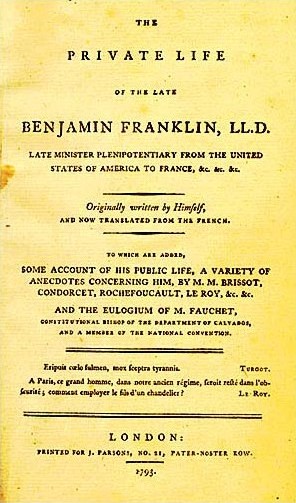 THE
PRIVATE LIFE
OF THE LATE
BENJAMIN FRANKLIN, LL.D.
LATE MINISTER PLENIPOTENTIARY FROM THE UNITED
STATES OF AMERICA TO FRANCE, &c. &c. &c.
Originally written by Himſelf,
AND NOW TRANSLATED FROM THE FRENCH.
TO WHICH ARE ADDED,
SOME ACCOUNT OF HIS PUBLIC LIFE, A VARIETY OF
ANECDOTES CONCERNING HIM, BY M. M. BRISSOT,
CONDORCET, ROCHEFOUCAULT, LE ROY, &c. &c.
AND THE EULOGIUM OF M. FAUCHET,
CONSTITUTIONAL BISHOP OF THE DEPARTMENT OF CALVADOS,
AND A MEMBER OF THE NATIONAL CONVENTION.
Eripuit cœlo fulmen, mox ſceptra tyrannis. TURGOT.
A Paris, ce grand homme, dans notre ancien régime, ſeroit reſté dans l'ob-
ſcurité; comment employer le fils d'un chandelier? LE ROY.
LONDON:
PRINTED FOR J. PARSONS, NO. 21, PATER-NOSTER ROW.
1793.